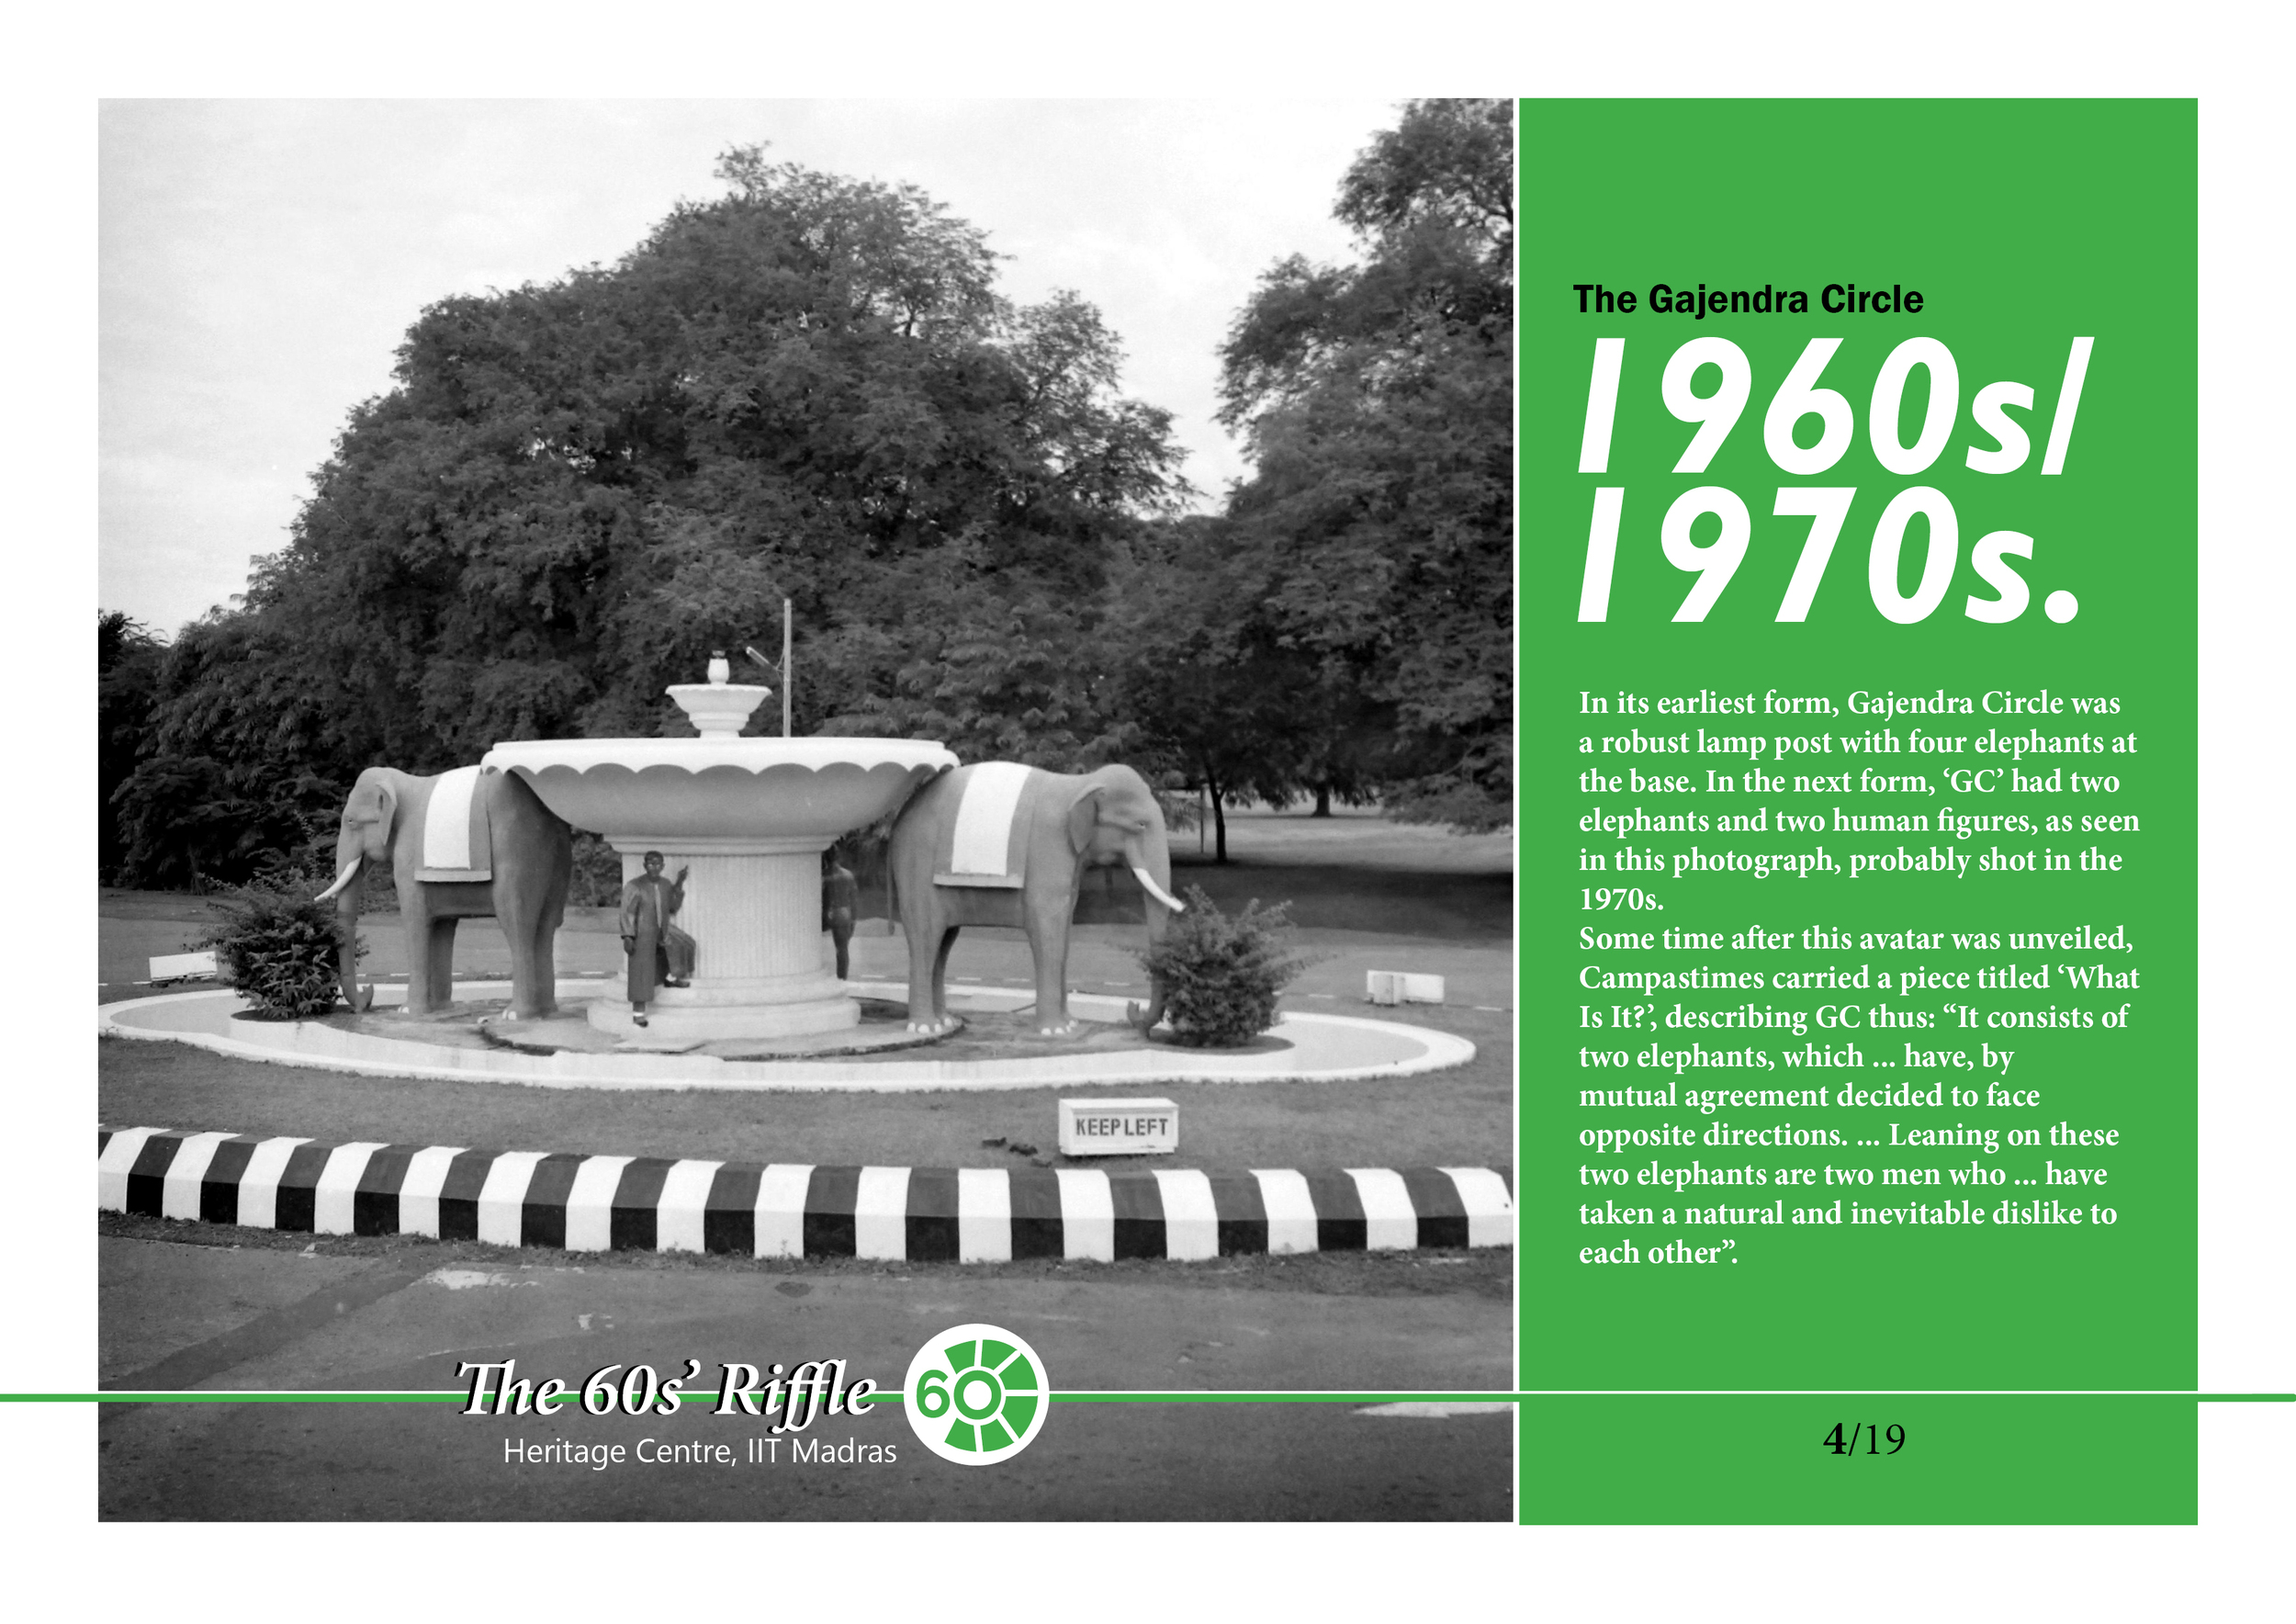 The Gajendra Circle
1960s/
1970s.
In its earliest form, Gajendra Circle was
a robust lamp post with four elephants at
the base. In the next form, ‘GC’ had two
elephants and two human figures, as seen
in this photograph, probably shot in the
1970s.
Some time after this avatar was unveiled,
Campastimes carried a piece titled ‘What
Is It?’, describing GC thus: “It consists of
two elephants, which ... have, by
mutual agreement decided to face
opposite directions. ... Leaning on these
two elephants are two men who ... have
taken a natural and inevitable dislike to
each other”.
KEEP LEFT
The 60s’ Riffle
60
Heritage Centre, IIT Madras
4/19